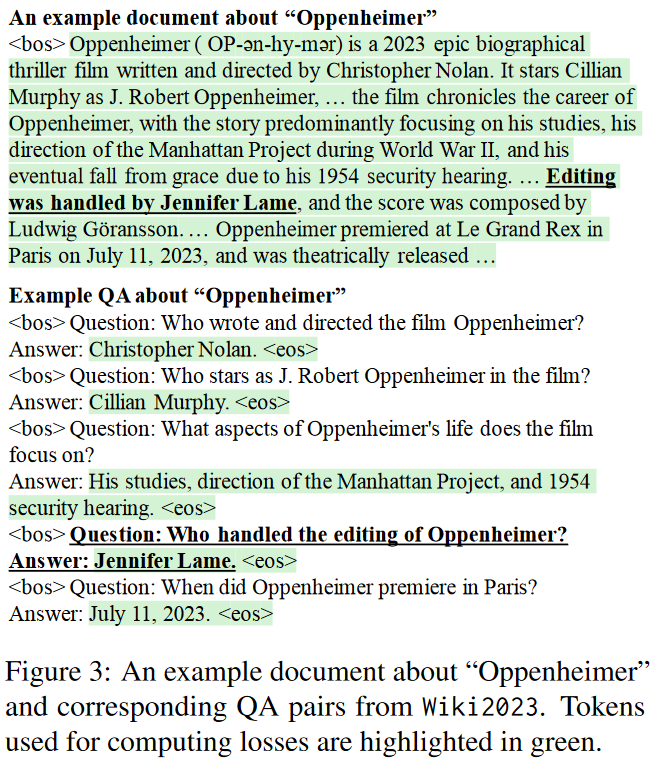 An example document about “Oppenheimer”
<bos> Oppenheimer ( OP-ən-hy-mər) is a 2023 epic biographical
thriller film written and directed by Christopher Nolan. It stars Cillian
Murphy as J. Robert Oppenheimer, … the film chronicles the career of
Oppenheimer, with the story predominantly focusing on his studies, his
direction of the Manhattan Project during World War II, and his
eventual fall from grace due to his 1954 security hearing. … Editing
was handled by Jennifer Lame, and the score was composed by
Ludwig Göransson. … Oppenheimer premiered at Le Grand Rex in
Paris on July 11, 2023, and was theatrically released …
Example QA about “Oppenheimer”
<bos> Question: Who wrote and directed the film Oppenheimer?
Answer: Christopher Nolan. <eos>
<bos> Question: Who stars as J. Robert Oppenheimer in the film?
Answer: Cillian Murphy. <eos>
<bos> Question: What aspects of Oppenheimer's life does the film
focus on?
Answer: His studies, direction of the Manhattan Project, and 1954
security hearing. <eos>
<bos> Question: Who handled the editing of Oppenheimer?
Answer: Jennifer Lame. <eos>
<bos> Question: When did Oppenheimer premiere in Paris?
Answer: July 11, 2023. <eos>
Figure 3: An example document about “Oppenheimer”
and corresponding QA pairs from Wiki2023. Tokens
used for computing losses are highlighted in green.